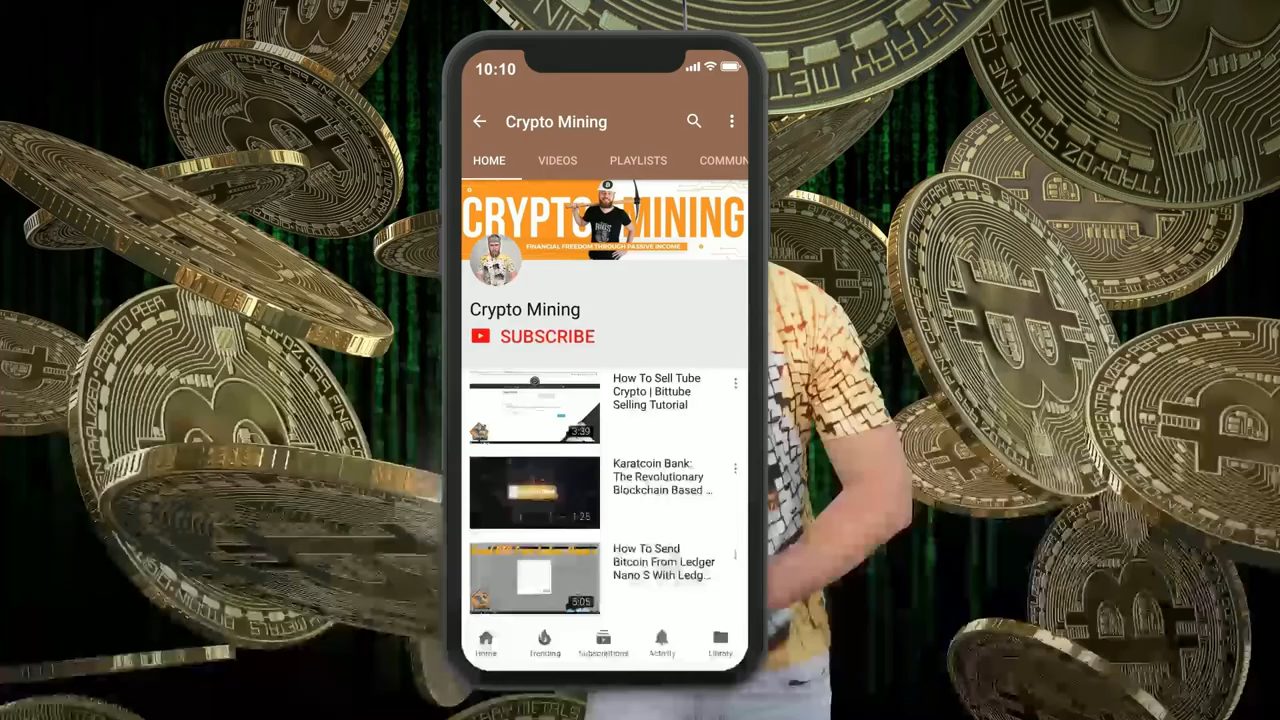 10:10
Crypto Mining
HOME VIDEOS PLAYLISTS COMMUN
CRYPTO MINING
FINANCIAL FREEDOM THROUGH PASSIVE INCOME
Crypto Mining
SUBSCRIBE
How To Sell Tube
Crypto | Bittube
Selling Tutorial
3:39
Karatcoin Bank:
The Revolutionary
Blockchain Based ...
1:25
How To Send
Bitcoin From Ledger
Nano S With Ledg...
5:05
Home Trending Subscriptions Activity Library